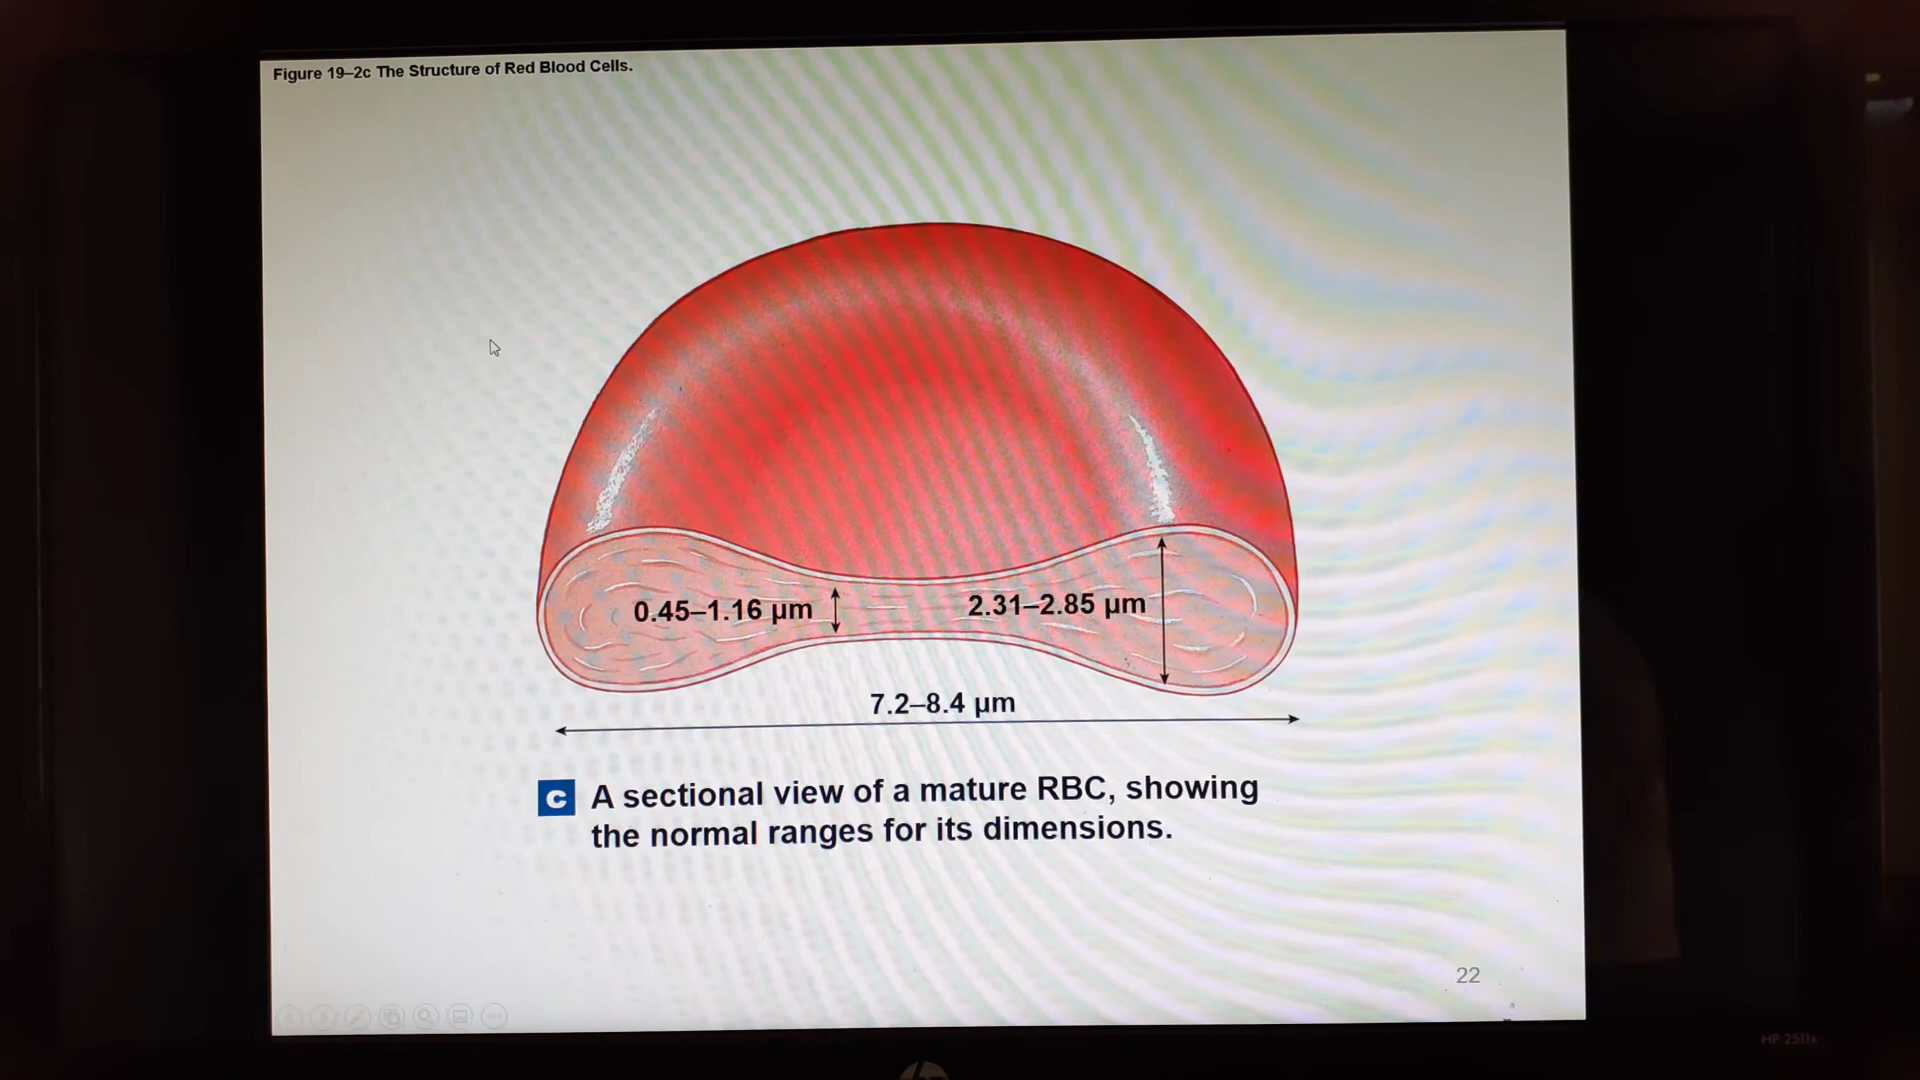 Figure 19–2c The Structure of Red Blood Cells.
0.45–1.16 µm
2.31–2.85 µm
7.2–8.4 µm
c A sectional view of a mature RBC, showing
the normal ranges for its dimensions.
22
hp